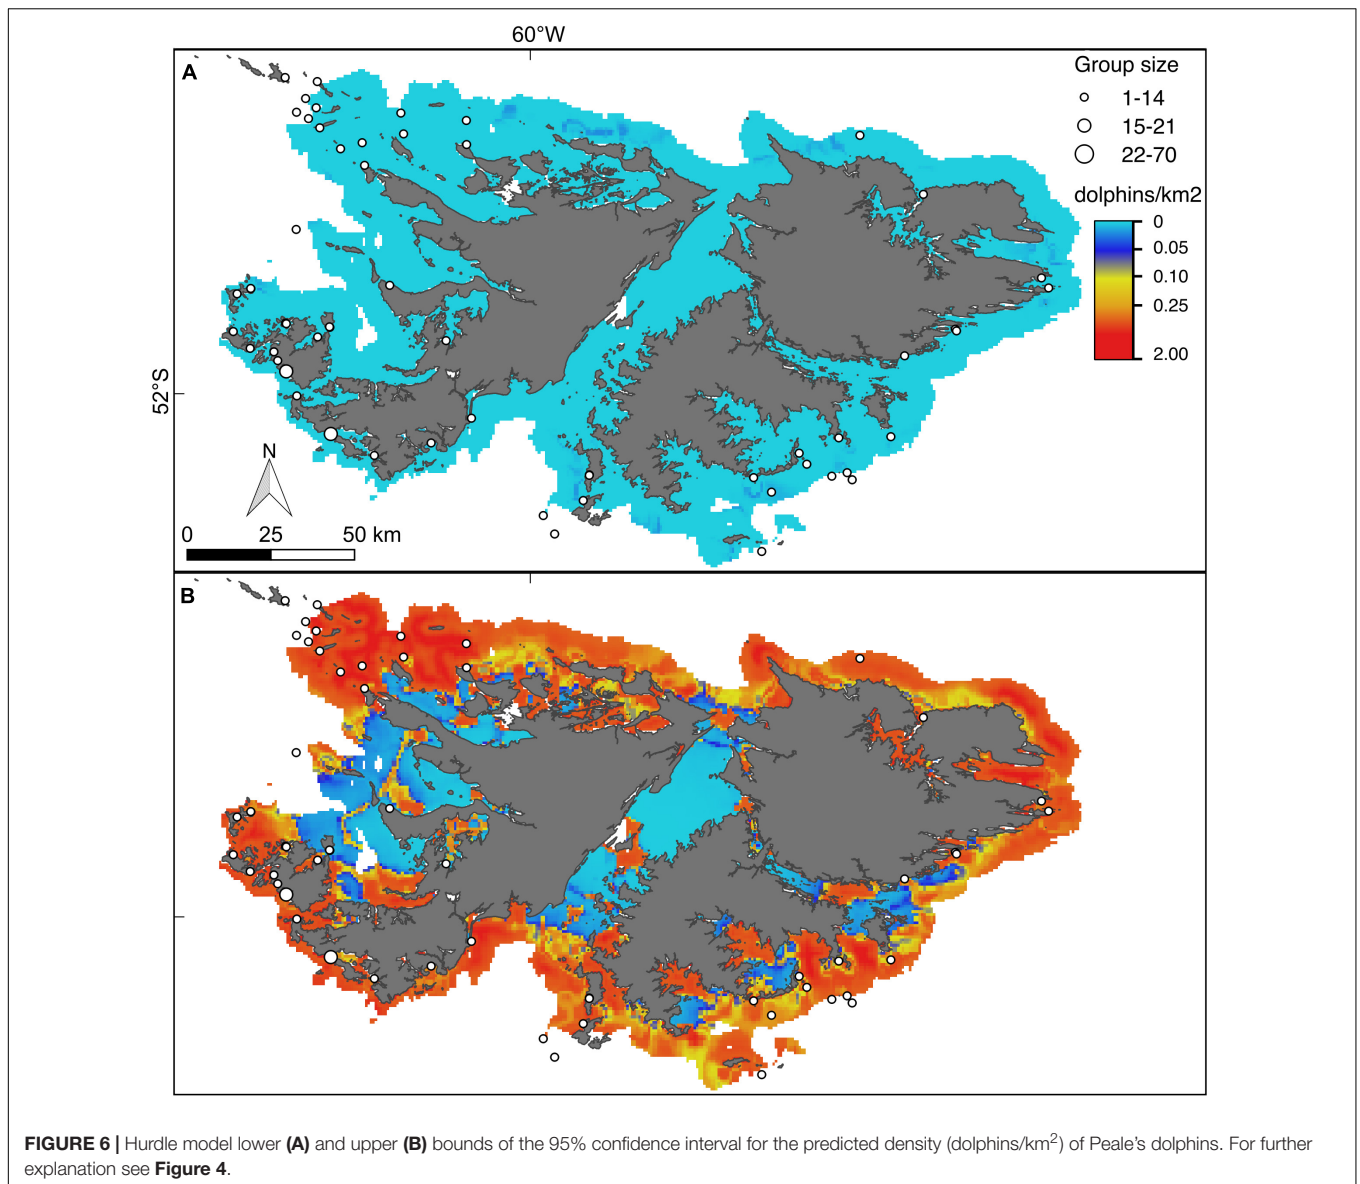 60°W
A
Group size
1-14
15-21
22-70
dolphins/km2
0
0.05
0.10
0.25
2.00
52°S
N
0 25 50 km
B
FIGURE 6 | Hurdle model lower (A) and upper (B) bounds of the 95% confidence interval for the predicted density (dolphins/km²) of Peale's dolphins. For further
explanation see Figure 4.